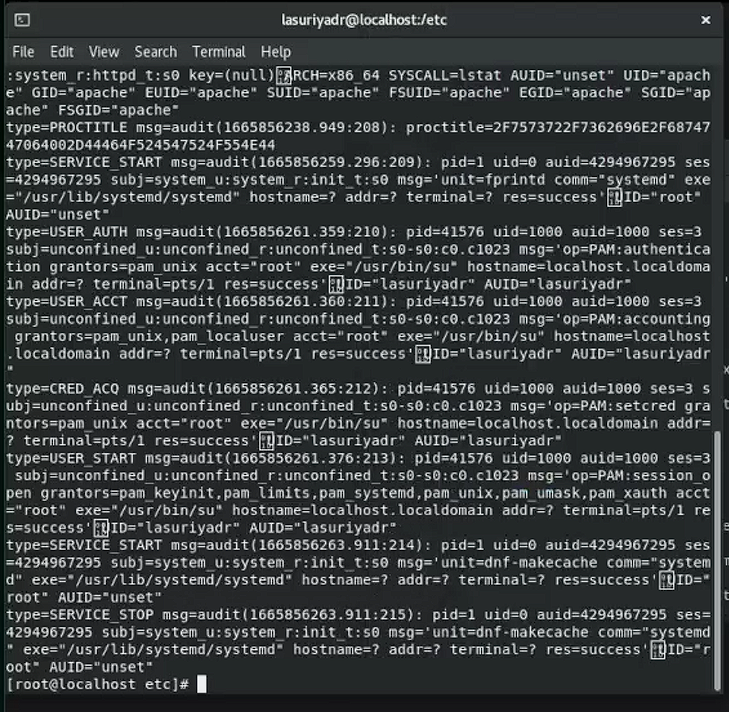 lasuriyadr@localhost:/etc
File Edit View Search Terminal Help
:system_r:httpd_t:s0 key=(null)ARCH=x86_64 SYSCALL=lstat AUID="unset" UID="apach
e" GID="apache" EUID="apache" SUID="apache" FSUID="apache" EGID="apache" SGID="ap
ache" FSGID="apache"
type=PROCTITLE msg=audit(1665856238.949:208): proctitle=2F7573722F7362696E2F68747
47064002D44464F524547524F554E44
type=SERVICE_START msg=audit(1665856259.296:209): pid=1 uid=0 auid=4294967295 ses
=4294967295 subj=system_u:system_r:init_t:s0 msg='unit=fprintd comm="systemd" exe
="/usr/lib/systemd/systemd" hostname=? addr=? terminal=? res=success'UID="root"
AUID="unset"
type=USER_AUTH msg=audit(1665856261.359:210): pid=41576 uid=1000 auid=1000 ses=3
subj=unconfined_u:unconfined_r:unconfined_t:s0-s0:c0.c1023 msg='op=PAM:authentica
tion grantors=pam_unix acct="root" exe="/usr/bin/su" hostname=localhost.localdoma
in addr=? terminal=pts/1 res=success'UID="lasuriyadr" AUID="lasuriyadr"
type=USER_ACCT msg=audit(1665856261.360:211): pid=41576 uid=1000 auid=1000 ses=3
subj=unconfined_u:unconfined_r:unconfined_t:s0-s0:c0.c1023 msg='op=PAM:accounting
grantors=pam_unix,pam_localuser acct="root" exe="/usr/bin/su" hostname=localhost
.localdomain addr=? terminal=pts/1 res=success'UID="lasuriyadr" AUID="lasuriyadr
"
type=CRED_ACQ msg=audit(1665856261.365:212): pid=41576 uid=1000 auid=1000 ses=3 s
ubj=unconfined_u:unconfined_r:unconfined_t:s0-s0:c0.c1023 msg='op=PAM:setcred gra
ntors=pam_unix acct="root" exe="/usr/bin/su" hostname=localhost.localdomain addr=
? terminal=pts/1 res=success'UID="lasuriyadr" AUID="lasuriyadr"
type=USER_START msg=audit(1665856261.376:213): pid=41576 uid=1000 auid=1000 ses=3
subj=unconfined_u:unconfined_r:unconfined_t:s0-s0:c0.c1023 msg='op=PAM:session_o
pen grantors=pam_keyinit,pam_limits,pam_systemd,pam_unix,pam_umask,pam_xauth acct
="root" exe="/usr/bin/su" hostname=localhost.localdomain addr=? terminal=pts/1 re
s=success'UID="lasuriyadr" AUID="lasuriyadr"
type=SERVICE_START msg=audit(1665856263.911:214): pid=1 uid=0 auid=4294967295 ses
=4294967295 subj=system_u:system_r:init_t:s0 msg='unit=dnf-makecache comm="system
d" exe="/usr/lib/systemd/systemd" hostname=? addr=? terminal=? res=success'UID="
root" AUID="unset"
type=SERVICE_STOP msg=audit(1665856263.911:215): pid=1 uid=0 auid=4294967295 ses=
4294967295 subj=system_u:system_r:init_t:s0 msg='unit=dnf-makecache comm="systemd
" exe="/usr/lib/systemd/systemd" hostname=? addr=? terminal=? res=success'UID="r
oot" AUID="unset"
[root@localhost etc]#